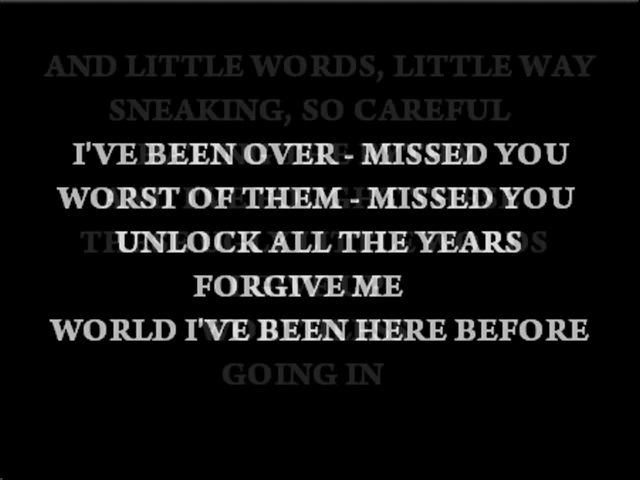 AND LITTLE WORDS, LITTLE WAY
SNEAKING, SO CAREFUL
I'VE BEEN OVER - MISSED YOU
WORST OF THEM - MISSED YOU
UNLOCK ALL THE YEARS
FORGIVE ME
WORLD I'VE BEEN HERE BEFORE
GOING IN